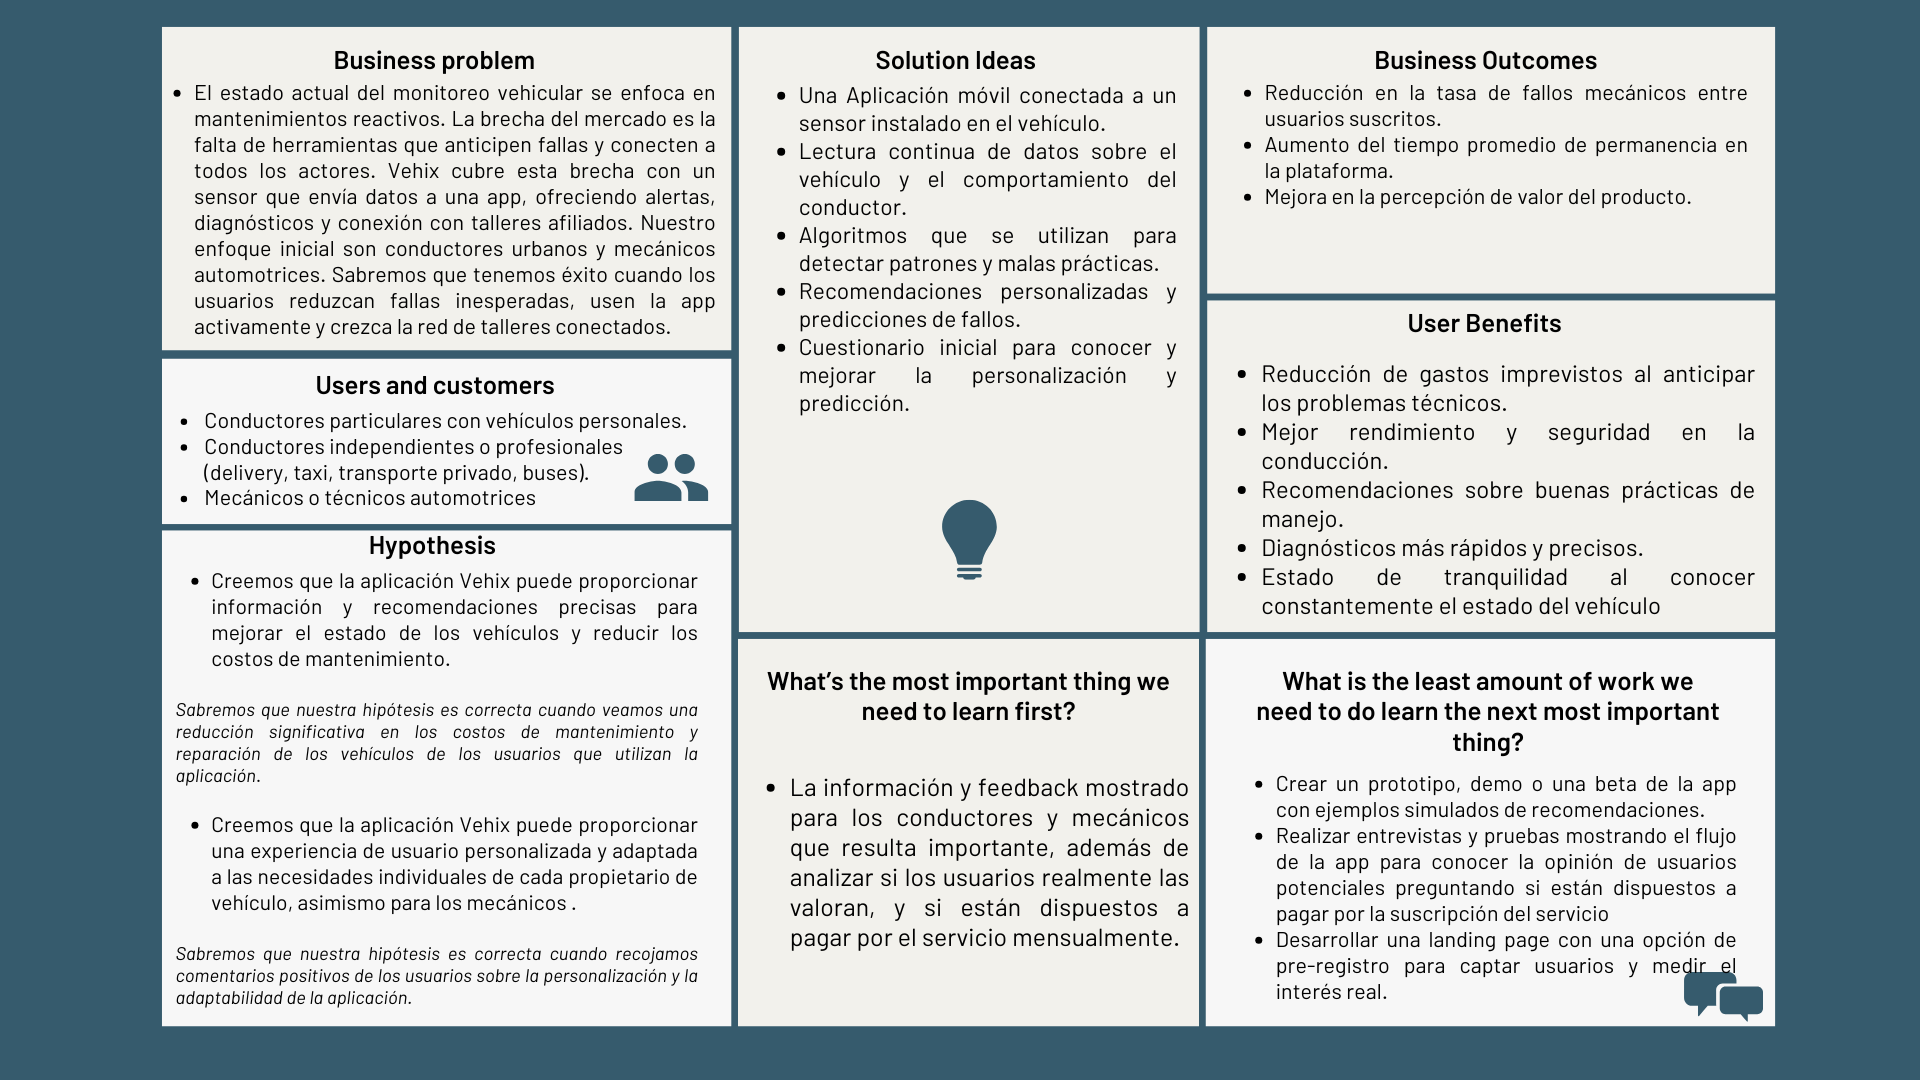 Business problem
El estado actual del monitoreo vehicular se enfoca en
mantenimientos reactivos. La brecha del mercado es la
falta de herramientas que anticipen fallas y conecten a
todos los actores. Vehix cubre esta brecha con un
sensor que envía datos a una app, ofreciendo alertas,
diagnósticos y conexión con talleres afiliados. Nuestro
enfoque inicial son conductores urbanos y mecánicos
automotrices. Sabremos que tenemos éxito cuando los
usuarios reduzcan fallas inesperadas, usen la app
activamente y crezca la red de talleres conectados.
Users and customers
Conductores particulares con vehículos personales.
Conductores independientes o profesionales
(delivery, taxi, transporte privado, buses).
Mecánicos o técnicos automotrices
Hypothesis
Creemos que la aplicación Vehix puede proporcionar
información y recomendaciones precisas para
mejorar el estado de los vehículos y reducir los
costos de mantenimiento.
Sabremos que nuestra hipótesis es correcta cuando veamos una
reducción significativa en los costos de mantenimiento y
reparación de los vehículos de los usuarios que utilizan la
aplicación.
Creemos que la aplicación Vehix puede proporcionar
una experiencia de usuario personalizada y adaptada
a las necesidades individuales de cada propietario de
vehículo, asimismo para los mecánicos .
Sabremos que nuestra hipótesis es correcta cuando recojamos
comentarios positivos de los usuarios sobre la personalización y la
adaptabilidad de la aplicación.
Solution Ideas
Una Aplicación móvil conectada a un
sensor instalado en el vehículo.
Lectura continua de datos sobre el
vehículo y el comportamiento del
conductor.
Algoritmos que se utilizan para
detectar patrones y malas prácticas.
Recomendaciones personalizadas y
predicciones de fallos.
Cuestionario inicial para conocer y
mejorar la personalización y
predicción.
Business Outcomes
Reducción en la tasa de fallos mecánicos entre
usuarios suscritos.
Aumento del tiempo promedio de permanencia en
la plataforma.
Mejora en la percepción de valor del producto.
User Benefits
Reducción de gastos imprevistos al anticipar
los problemas técnicos.
Mejor rendimiento y seguridad en la
conducción.
Recomendaciones sobre buenas prácticas de
manejo.
Diagnósticos más rápidos y precisos.
Estado de tranquilidad al conocer
constantemente el estado del vehículo
What's the most important thing we
need to learn first?
La información y feedback mostrado
para los conductores y mecánicos
que resulta importante, además de
analizar si los usuarios realmente las
valoran, y si están dispuestos a
pagar por el servicio mensualmente.
What is the least amount of work we
need to do learn the next most important
thing?
Crear un prototipo, demo o una beta de la app
con ejemplos simulados de recomendaciones.
Realizar entrevistas y pruebas mostrando el flujo
de la app para conocer la opinión de usuarios
potenciales preguntando si están dispuestos a
pagar por la suscripción del servicio
Desarrollar una landing page con una opción de
pre-registro para captar usuarios y medir el
interés real.